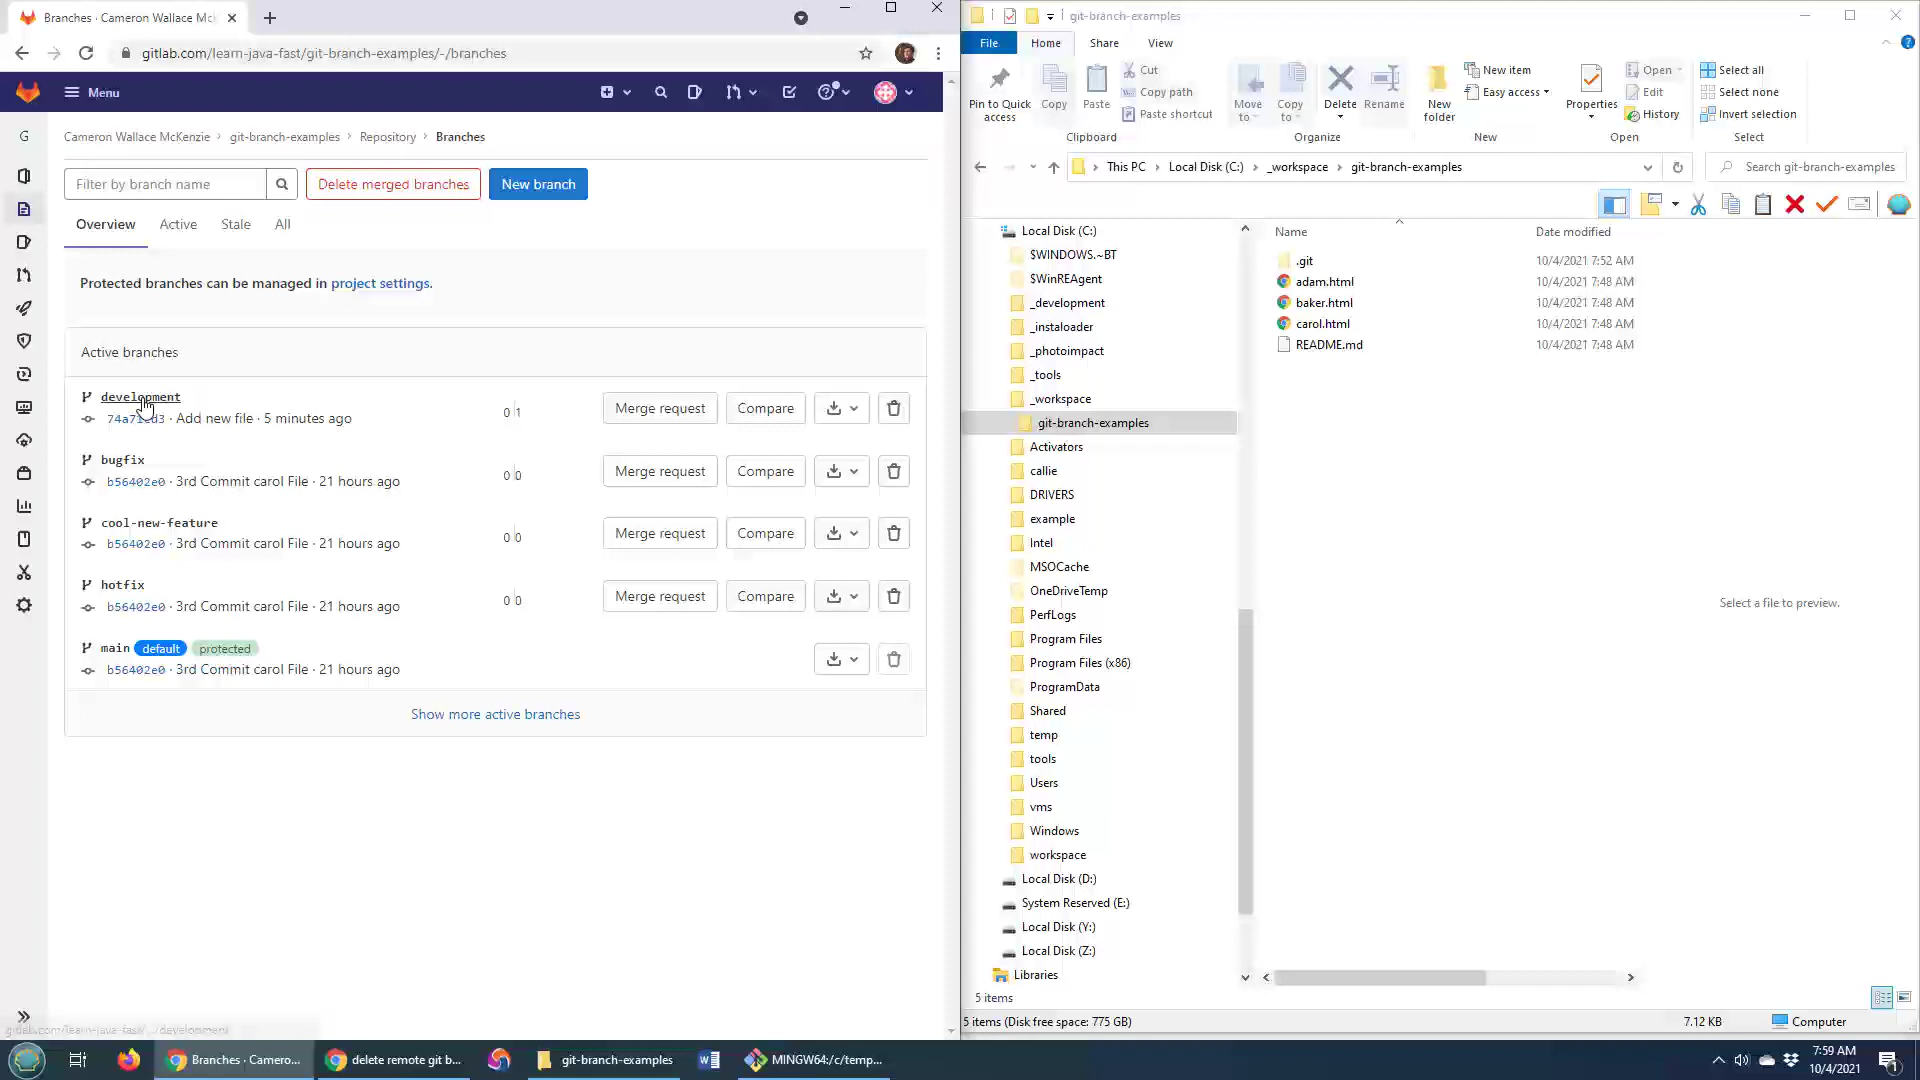 Branches · Cameron Wallace McK
gitlab.com/learn-java-fast/git-branch-examples/-/branches
Menu
G
Cameron Wallace McKenzie › git-branch-examples › Repository › Branches
Filter by branch name
Delete merged branches
New branch
Overview
Active
Stale
All
Protected branches can be managed in project settings.
Active branches
development
· Add new file · 5 minutes ago
0 1
Merge request
Compare
bugfix
b56402e0 · 3rd Commit carol File · 21 hours ago
0 0
Merge request
Compare
cool-new-feature
b56402e0 · 3rd Commit carol File · 21 hours ago
0 0
Merge request
Compare
hotfix
b56402e0 · 3rd Commit carol File · 21 hours ago
0 0
Merge request
Compare
main default protected
b56402e0 · 3rd Commit carol File · 21 hours ago
Show more active branches
gitlab.com/learn-java-fast/.../development
git-branch-examples
File
Home
Share
View
Pin to Quick access
Copy
Paste
Cut
Copy path
Paste shortcut
Clipboard
Move to
Copy to
Delete
Rename
Organize
New folder
New item
Easy access
New
Properties
Open
Edit
History
Open
Select all
Select none
Invert selection
Select
This PC › Local Disk (C:) › _workspace › git-branch-examples
Search git-branch-examples
Local Disk (C:)
$WINDOWS.~BT
$WinREAgent
_development
_instaloader
_photoimpact
_tools
_workspace
git-branch-examples
Activators
callie
DRIVERS
example
Intel
MSOCache
OneDriveTemp
PerfLogs
Program Files
Program Files (x86)
ProgramData
Shared
temp
tools
Users
vms
Windows
workspace
Local Disk (D:)
System Reserved (E:)
Local Disk (Y:)
Local Disk (Z:)
Libraries
Name
Date modified
.git 10/4/2021 7:52 AM
adam.html 10/4/2021 7:48 AM
baker.html 10/4/2021 7:48 AM
carol.html 10/4/2021 7:48 AM
README.md 10/4/2021 7:48 AM
Select a file to preview.
5 items
5 items (Disk free space: 775 GB)
7.12 KB
Computer
Branches · Camero...
delete remote git b...
git-branch-examples
MINGW64:/c/temp...
7:59 AM
10/4/2021
1